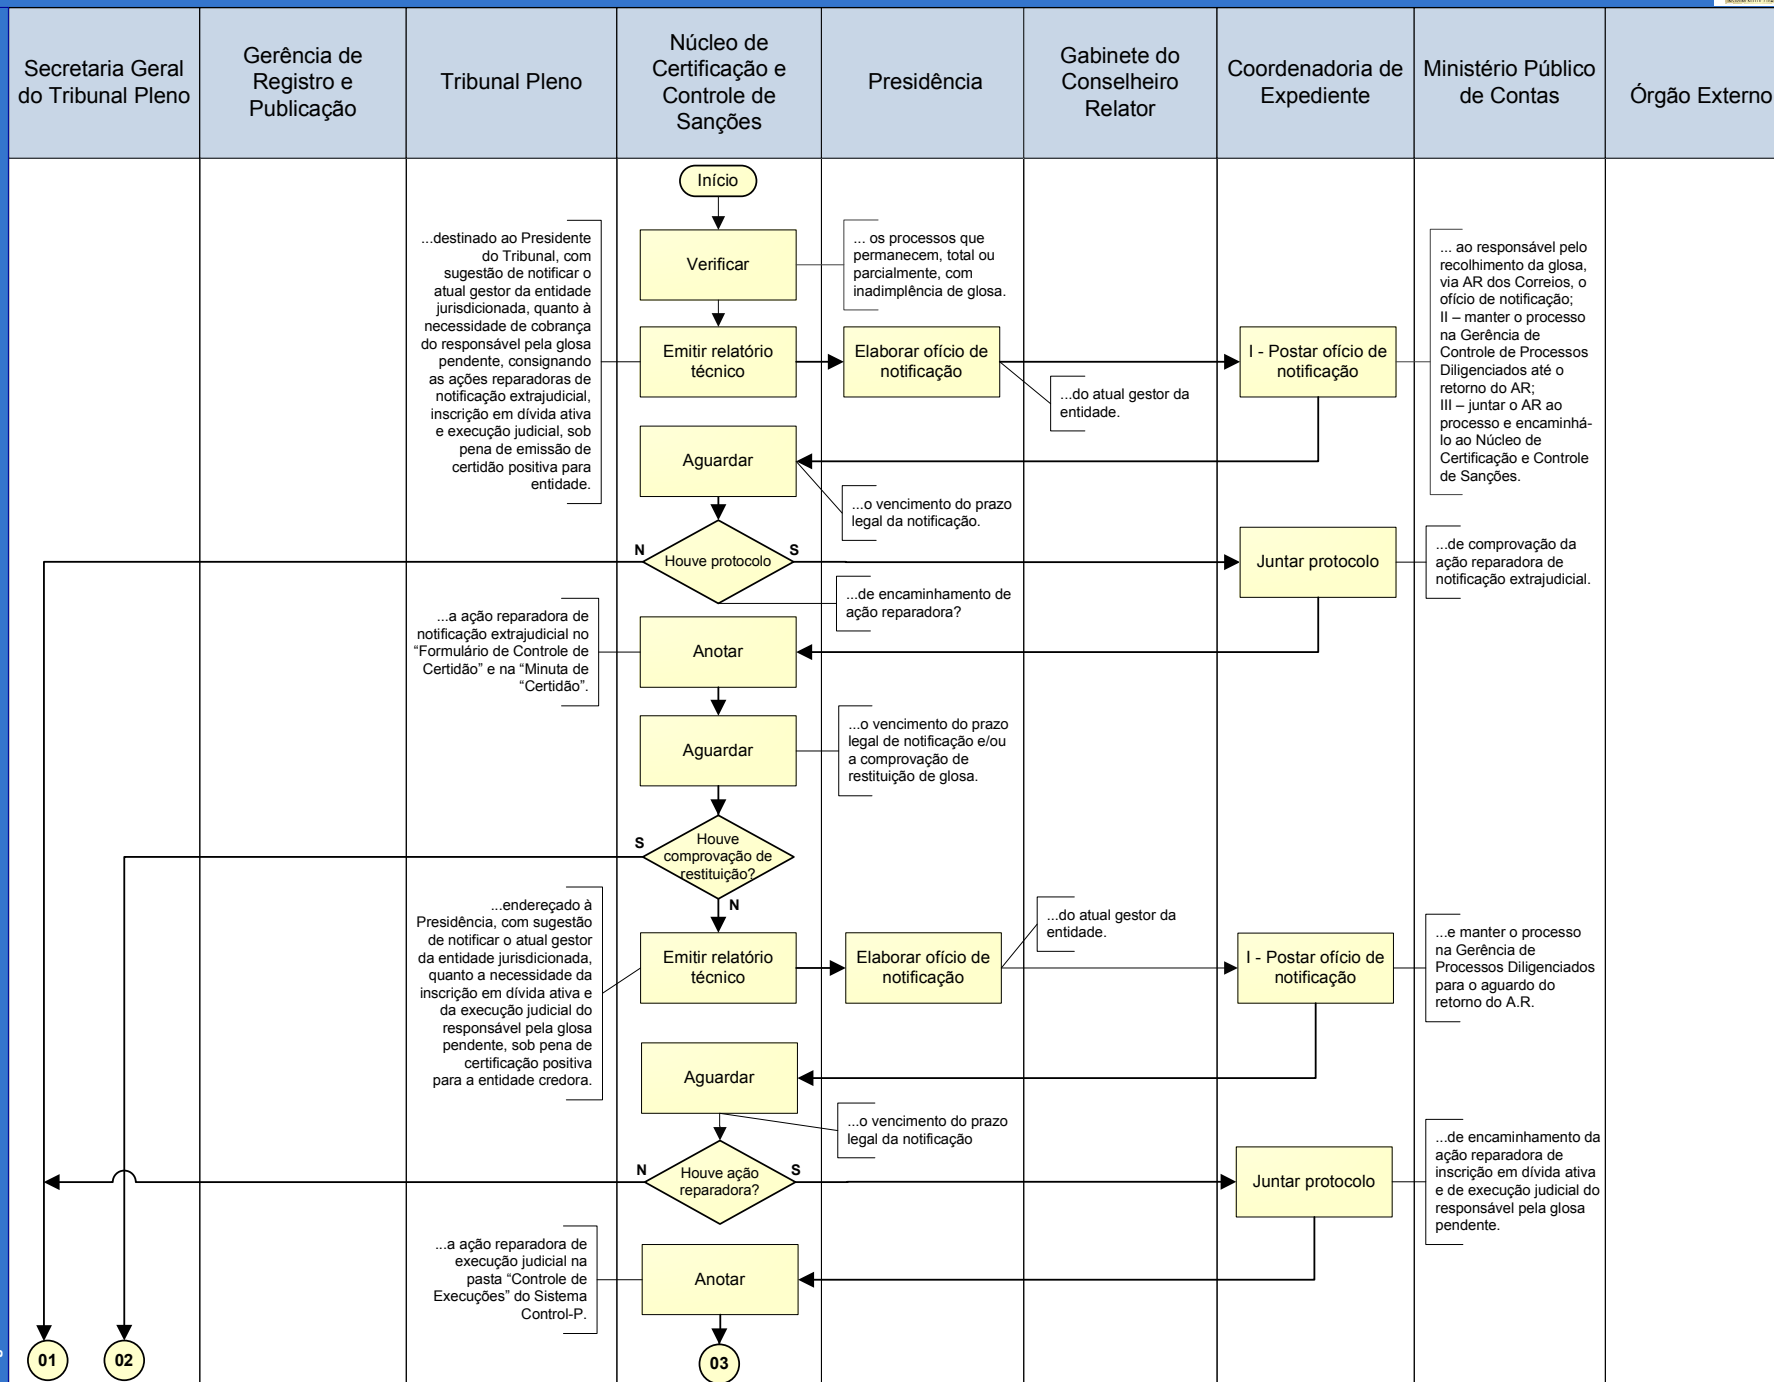 Secretaria Geral
do Tribunal Pleno
Gerência de
Registro e
Publicação
Tribunal Pleno
Núcleo de
Certificação e
Controle de
Sanções
Presidência
Gabinete do
Conselheiro
Relator
Coordenadoria de
Expediente
Ministério Público
de Contas
Órgão Externo
Início
...destinado ao Presidente
do Tribunal, com
sugestão de notificar o
atual gestor da entidade
jurisdicionada, quanto à
necessidade de cobrança
do responsável pela glosa
pendente, consignando
as ações reparadoras de
notificação extrajudicial,
inscrição em dívida ativa
e execução judicial, sob
pena de emissão de
certidão positiva para
entidade.
Verificar
... os processos que
permanecem, total ou
parcialmente, com
inadimplência de glosa.
... ao responsável pelo
recolhimento da glosa,
via AR dos Correios, o
ofício de notificação;
II – manter o processo
na Gerência de
Controle de Processos
Diligenciados até o
retorno do AR;
III – juntar o AR ao
processo e encaminhá-
lo ao Núcleo de
Certificação e Controle
de Sanções.
Emitir relatório
técnico
Elaborar ofício de
notificação
...do atual gestor da
entidade.
I - Postar ofício de
notificação
Aguardar
...o vencimento do prazo
legal da notificação.
N
Houve protocolo
S
...de encaminhamento de
ação reparadora?
Juntar protocolo
...de comprovação da
ação reparadora de
notificação extrajudicial.
...a ação reparadora de
notificação extrajudicial no
“Formulário de Controle de
Certidão” e na “Minuta de
“Certidão”.
Anotar
Aguardar
...o vencimento do prazo
legal de notificação e/ou
a comprovação de
restituição de glosa.
S
Houve
comprovação de
restituição?
N
...endereçado à
Presidência, com sugestão
de notificar o atual gestor
da entidade jurisdicionada,
quanto a necessidade da
inscrição em dívida ativa e
da execução judicial do
responsável pela glosa
pendente, sob pena de
certificação positiva
para a entidade credora.
Emitir relatório
técnico
Elaborar ofício de
notificação
...do atual gestor da
entidade.
I - Postar ofício de
notificação
...e manter o processo
na Gerência de
Processos Diligenciados
para o aguardo do
retorno do A.R.
Aguardar
...o vencimento do prazo
legal da notificação
N
Houve ação
reparadora?
S
Juntar protocolo
...de encaminhamento da
ação reparadora de
inscrição em dívida ativa
e de execução judicial do
responsável pela glosa
pendente.
...a ação reparadora de
execução judicial na
pasta “Controle de
Execuções” do Sistema
Control-P.
Anotar
01
02
03